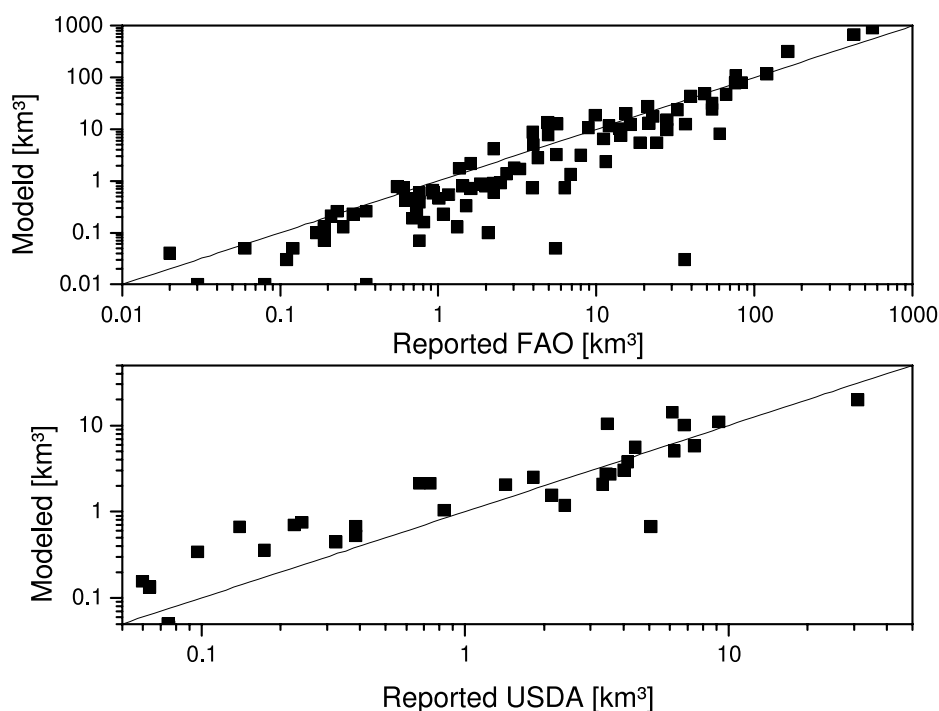 1000
100
10
1
0.1
0.01
Modeld [km³]
0.01 0.1 1 10 100 1000
Reported FAO [km³]
10
1
0.1
Modeled [km³]
0.1 1 10
Reported USDA [km³]